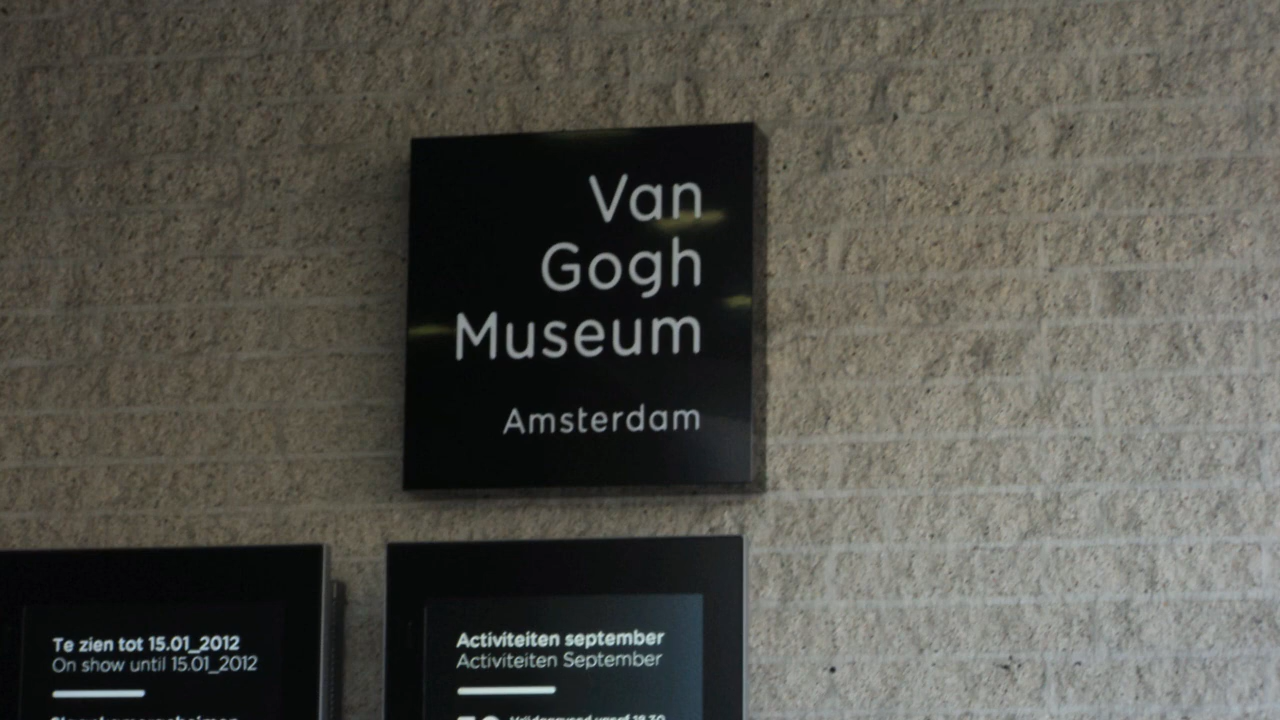 Van
Gogh
Museum
Amsterdam
Te zien tot 15.01_2012
On show until 15.01_2012
Activiteiten september
Activiteiten September